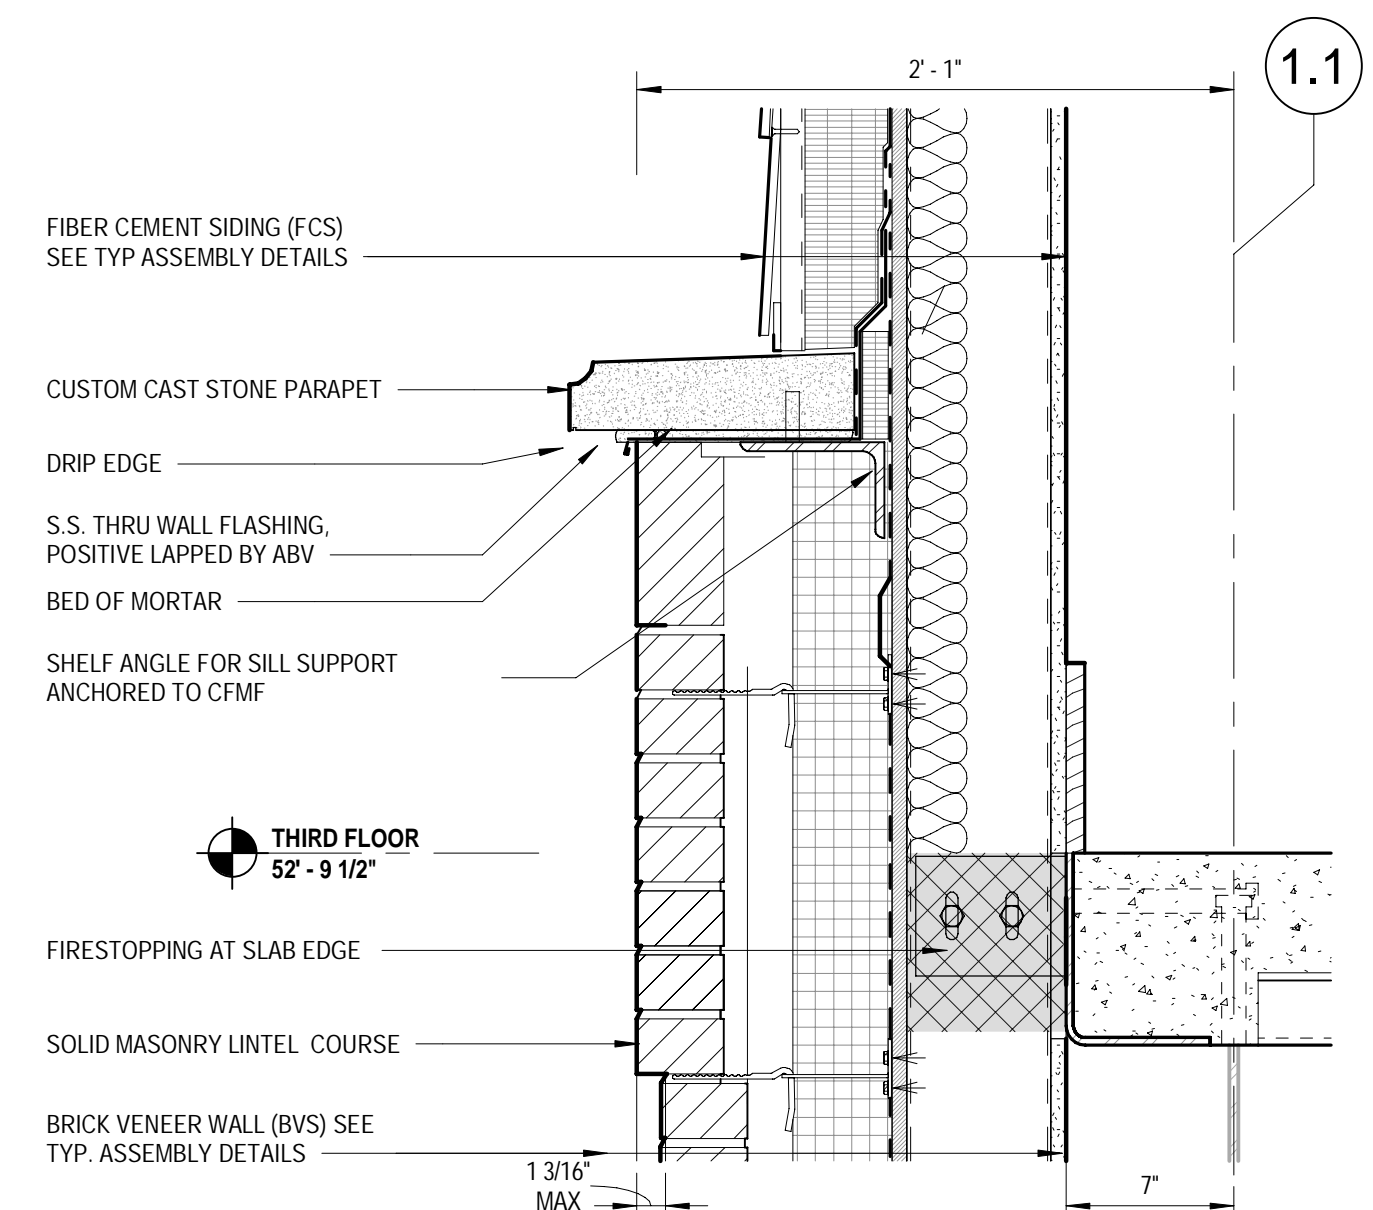 2' - 1"
1.1
FIBER CEMENT SIDING (FCS)
SEE TYP ASSEMBLY DETAILS
CUSTOM CAST STONE PARAPET
DRIP EDGE
S.S. THRU WALL FLASHING,
POSITIVE LAPPED BY ABV
BED OF MORTAR
SHELF ANGLE FOR SILL SUPPORT
ANCHORED TO CFMF
THIRD FLOOR
52' - 9 1/2"
FIRESTOPPING AT SLAB EDGE
SOLID MASONRY LINTEL COURSE
BRICK VENEER WALL (BVS) SEE
TYP. ASSEMBLY DETAILS
1 3/16"
MAX
7"